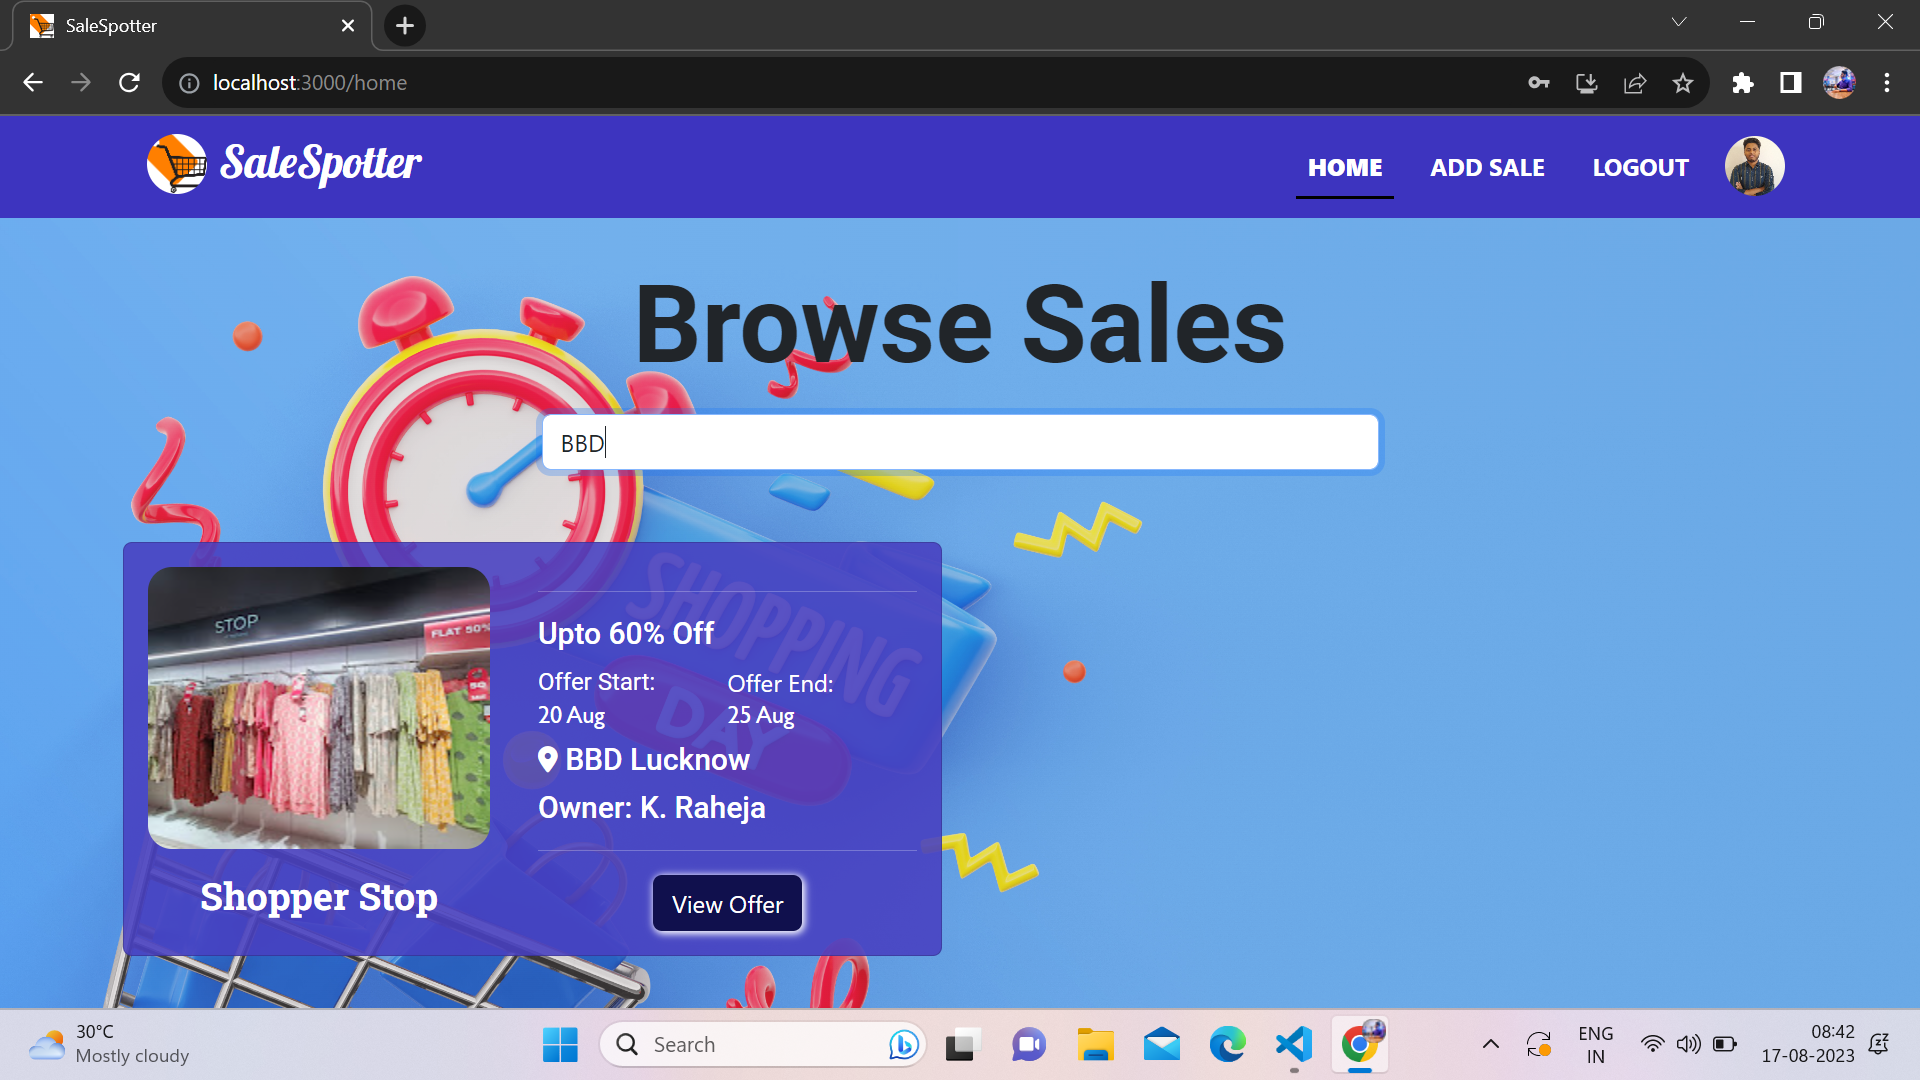 SaleSpotter
localhost:3000/home
SaleSpotter
HOME ADD SALE LOGOUT
Browse Sales
BBD
STOP
FLAT 50%
SHOPPING
DAY
Upto 60% Off
Offer Start: Offer End:
20 Aug 25 Aug
BBD Lucknow
Owner: K. Raheja
Shopper Stop
View Offer
30°C
Mostly cloudy
Search
ENG
IN
08:42
17-08-2023